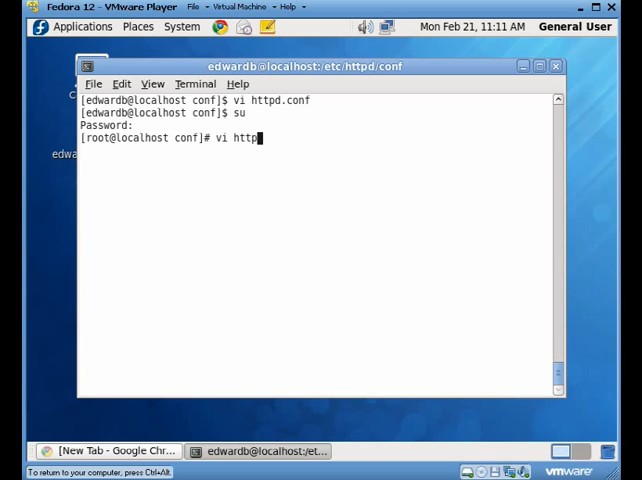 Fedora 12 - VMware Player File Virtual Machine Help
Applications Places System Mon Feb 21, 11:11 AM General User
edwardb@localhost:/etc/httpd/conf
File Edit View Terminal Help
[edwardb@localhost conf]$ vi httpd.conf
[edwardb@localhost conf]$ su
Password:
[root@localhost conf]# vi http
edwa
[New Tab - Google Chr... edwardb@localhost:/et...
To return to your computer, press Ctrl+Alt. vmware